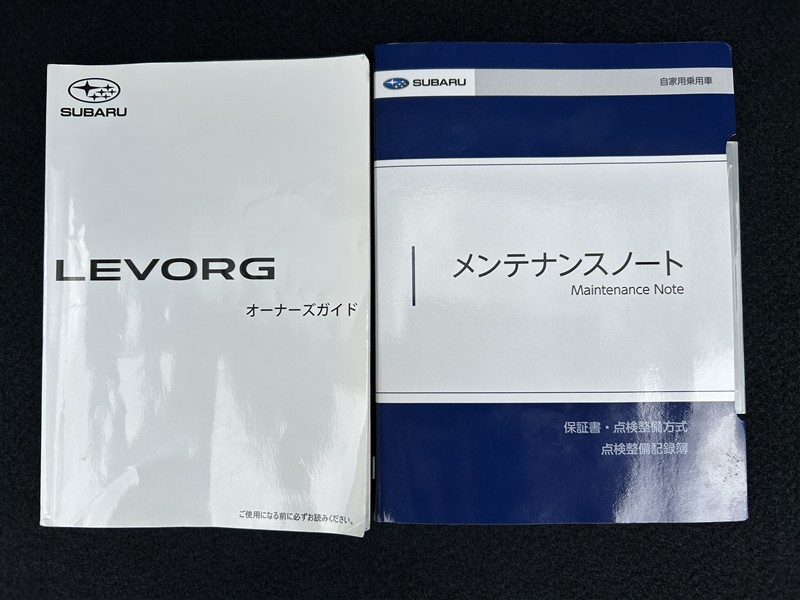 SUBARU
LEVORG
オーナーズガイド
ご使用になる前に必ずお読みください。
SUBARU
自家用乗用車
メンテナンスノート
Maintenance Note
保証書・点検整備方式
点検整備記録簿